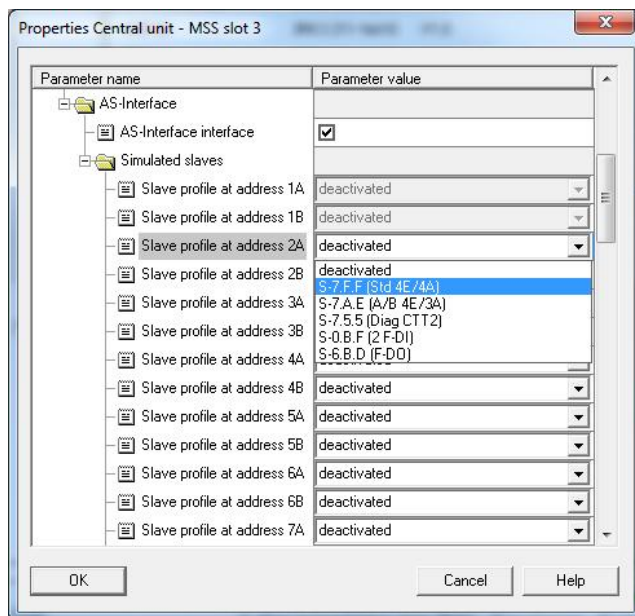 Properties Central unit - MSS slot 3
Parameter name Parameter value
AS-Interface
AS-Interface interface
Simulated slaves
Slave profile at address 1A deactivated
Slave profile at address 1B deactivated
Slave profile at address 2A deactivated
Slave profile at address 2B deactivated
Slave profile at address 3A S-7.F.F (Std 4E/4A)
S-7.A.E (A/B 4E/3A)
Slave profile at address 3B S-7.5.5 (Diag CTT2)
S-0.B.F (2 F-DI)
Slave profile at address 4A S-6.B.D (F-DO)
Slave profile at address 4B deactivated
Slave profile at address 5A deactivated
Slave profile at address 5B deactivated
Slave profile at address 6A deactivated
Slave profile at address 6B deactivated
Slave profile at address 7A deactivated
OK Cancel Help